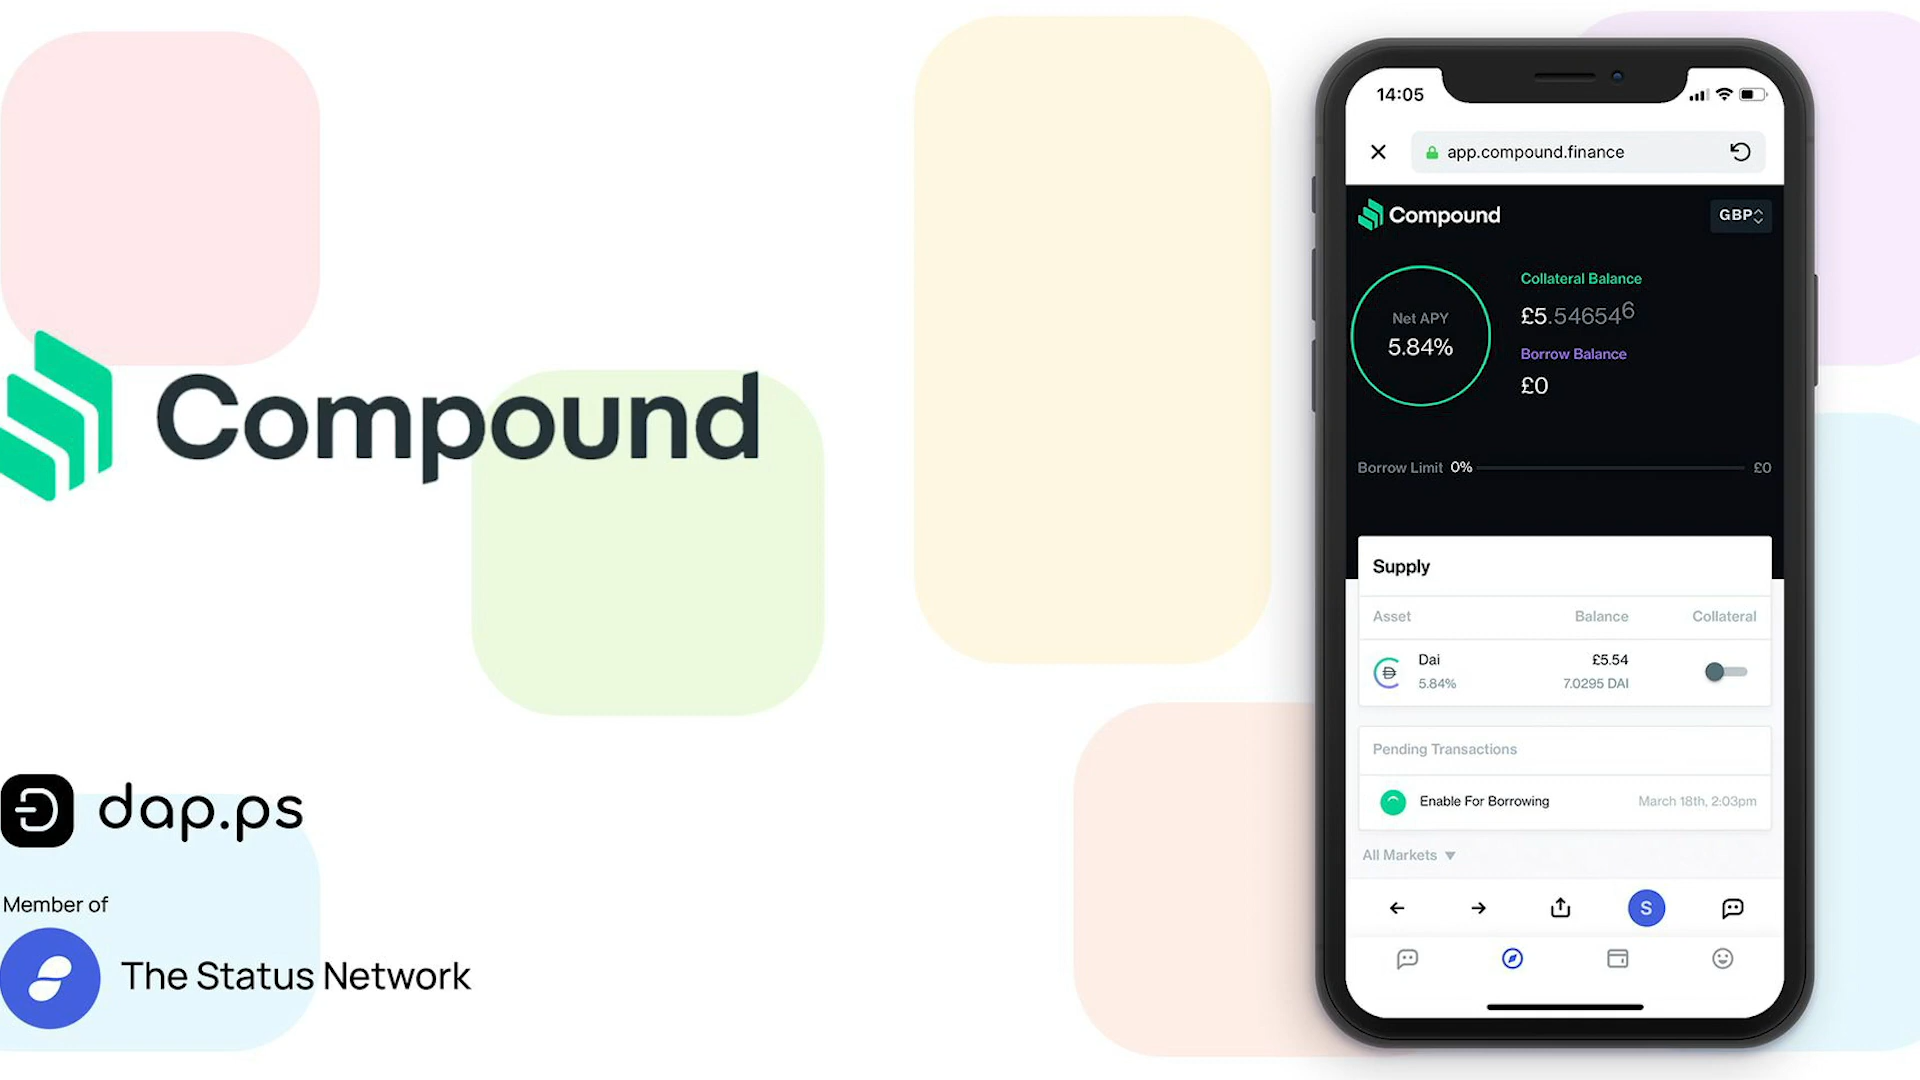 Compound
dap.ps
Member of
The Status Network
14:05
app.compound.finance
Compound
GBP
Net APY
5.84%
Collateral Balance
£5.546546
Borrow Balance
£0
Borrow Limit 0% £0
Supply
Asset Balance Collateral
Dai £5.54
5.84% 7.0295 DAI
Pending Transactions
Enable For Borrowing March 18th, 2:03pm
All Markets
S